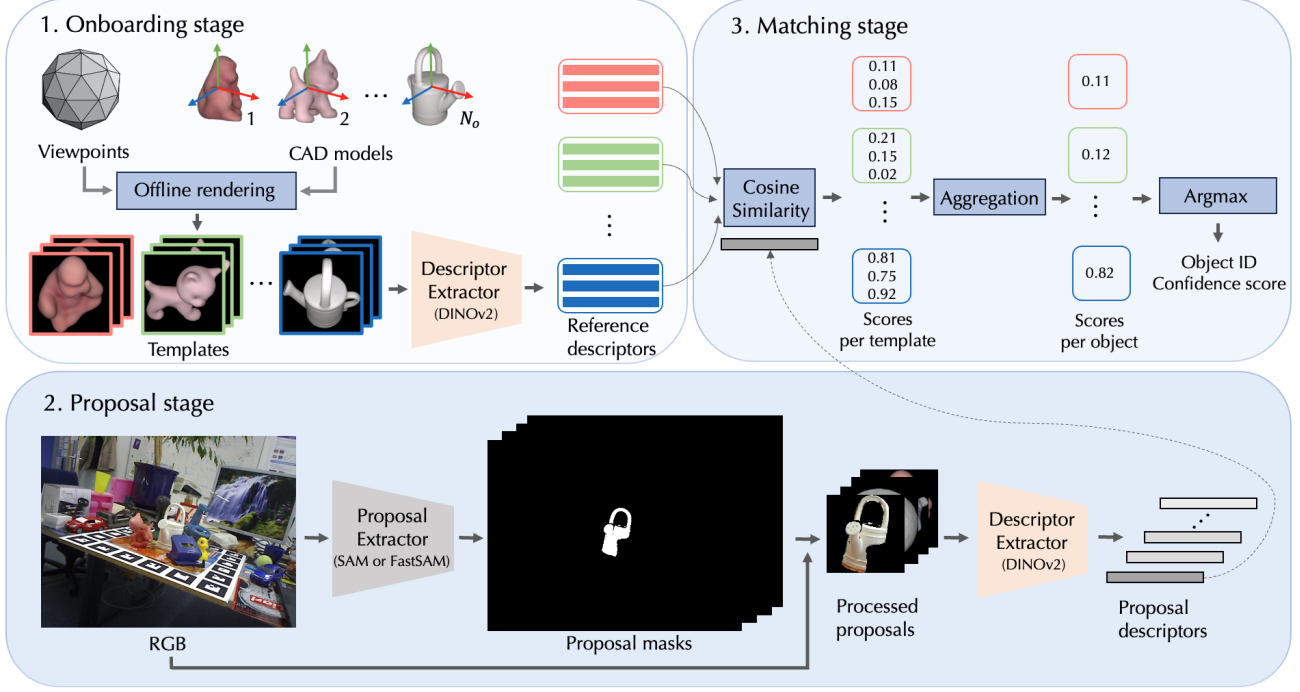 1. Onboarding stage
1
2
...
N_o
Viewpoints
CAD models
Offline rendering
...
Templates
Descriptor
Extractor
(DINOv2)
Reference
descriptors
3. Matching stage
Cosine
Similarity
0.11
0.08
0.15
0.21
0.15
0.02
0.81
0.75
0.92
Scores
per template
Aggregation
0.11
0.12
0.82
Scores
per object
Argmax
Object ID
Confidence score
2. Proposal stage
RGB
Proposal
Extractor
(SAM or FastSAM)
Proposal masks
Processed
proposals
Descriptor
Extractor
(DINOv2)
Proposal
descriptors